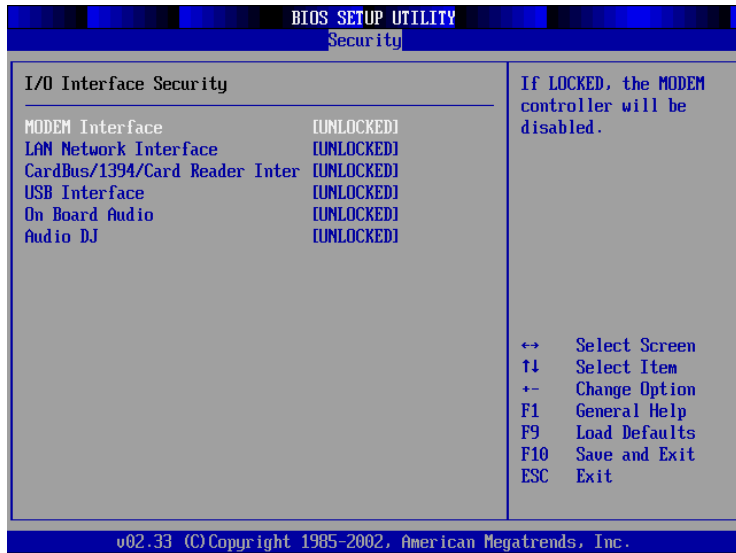 BIOS SETUP UTILITY
Security
I/O Interface Security
MODEM Interface [UNLOCKED]
LAN Network Interface [UNLOCKED]
CardBus/1394/Card Reader Inter [UNLOCKED]
USB Interface [UNLOCKED]
On Board Audio [UNLOCKED]
Audio DJ [UNLOCKED]
If LOCKED, the MODEM
controller will be
disabled.
↔ Select Screen
↑↓ Select Item
+- Change Option
F1 General Help
F9 Load Defaults
F10 Save and Exit
ESC Exit
v02.33 (C)Copyright 1985-2002, American Megatrends, Inc.